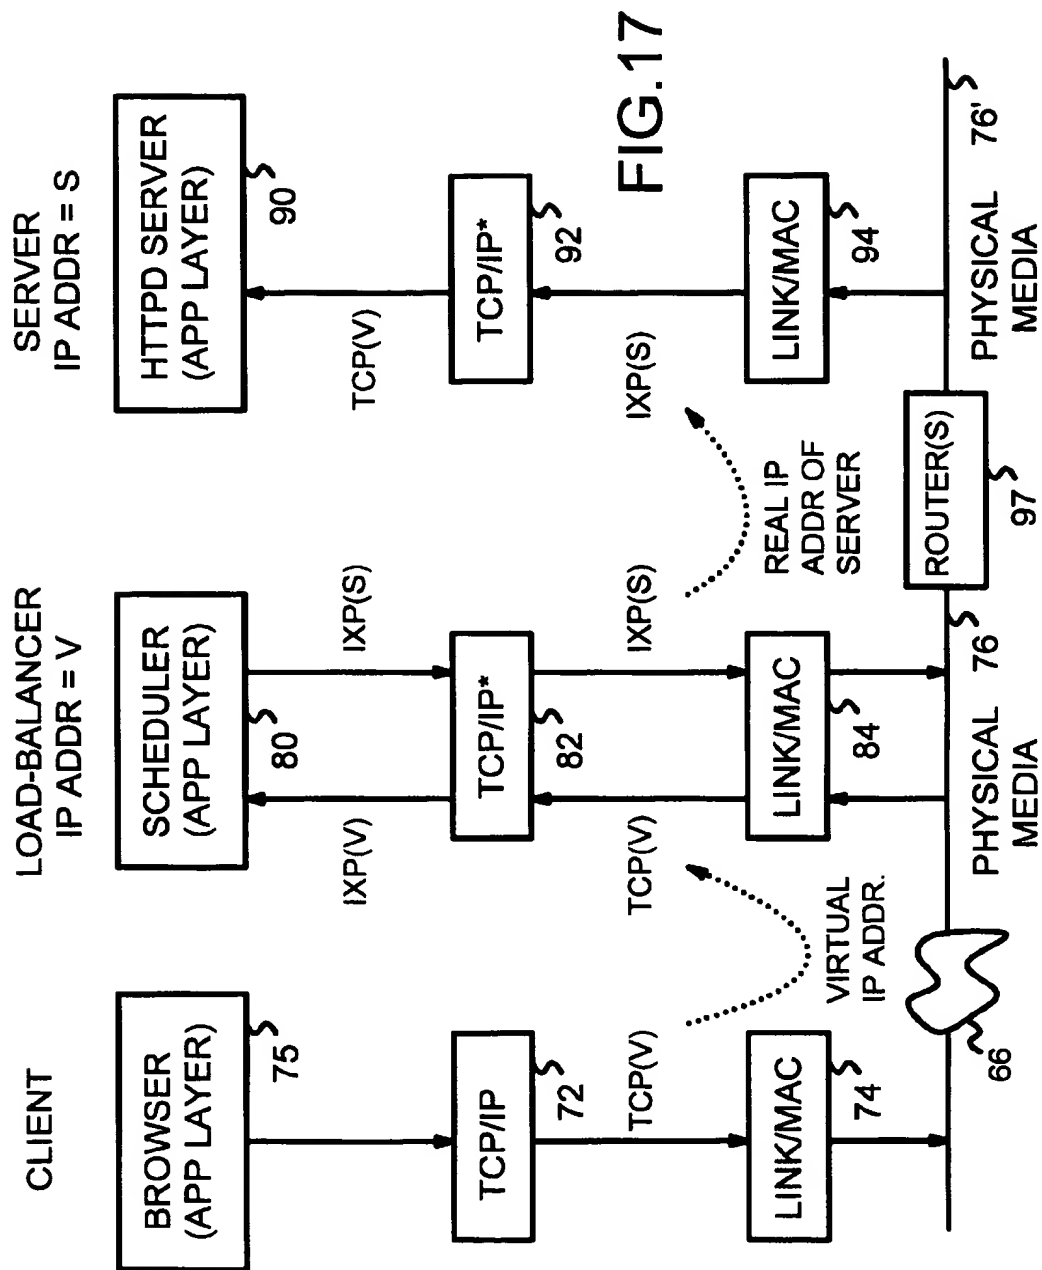 CLIENT
BROWSER
(APP LAYER)
75
TCP/IP
72
TCP(V)
LINK/MAC
74
66
VIRTUAL
IP ADDR.
LOAD-BALANCER
IP ADDR = V
SCHEDULER
(APP LAYER)
80
IXP(V)
IXP(S)
TCP/IP*
82
TCP(V)
IXP(S)
LINK/MAC
84
PHYSICAL
MEDIA
76
REAL IP
ADDR OF
SERVER
ROUTER(S)
97
SERVER
IP ADDR = S
HTTPD SERVER
(APP LAYER)
90
TCP(V)
TCP/IP*
92
IXP(S)
LINK/MAC
94
PHYSICAL
MEDIA
76'
FIG.17